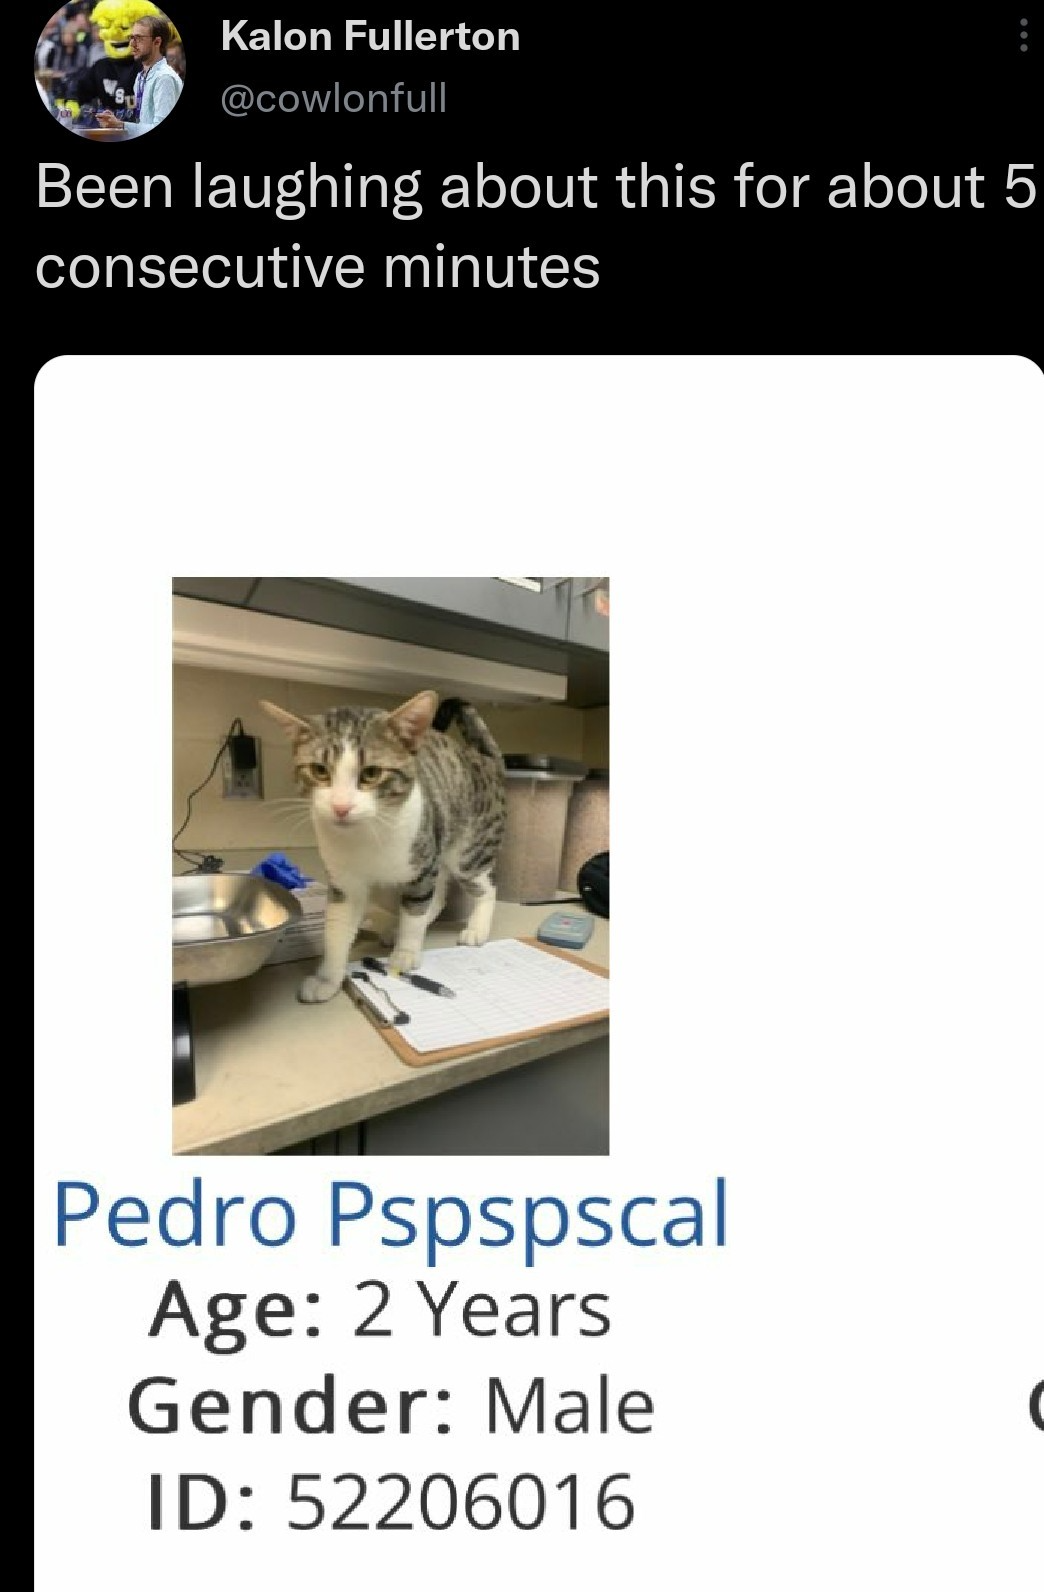 Kalon Fullerton
@cowlonfull
Been laughing about this for about 5
consecutive minutes
Pedro Pspspscal
Age: 2 Years
Gender: Male
ID: 52206016